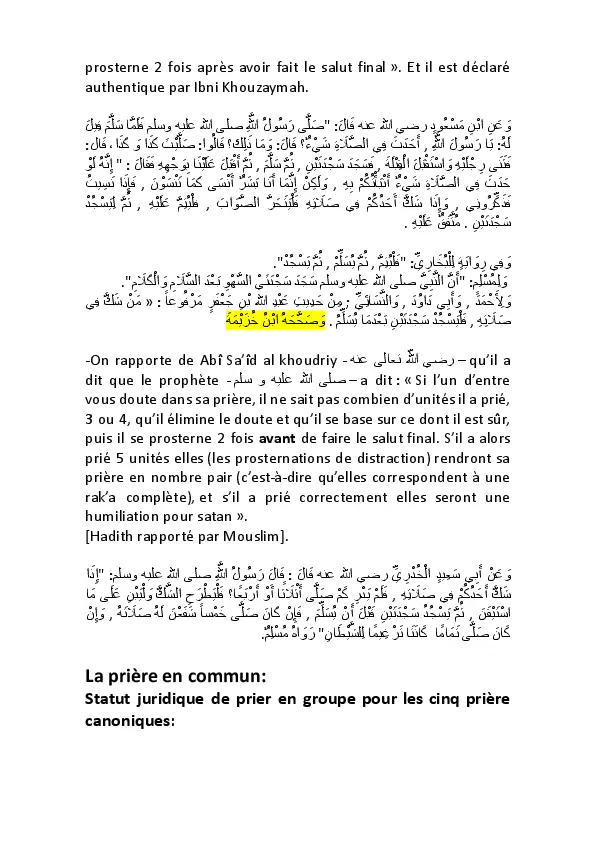 prosterne 2 fois après avoir fait le salut final ». Et il est déclaré
authentique par Ibni Khouzaymah.
وَ عَنِ ابْنِ مَسْعُودٍ رضي الله عنه قَالَ: "صَلَّى رَسُولُ اللَّهِ صلى الله عليه وسلم فَلَمَّا سَلَّمَ قِيلَ
لَهُ: يَا رَسُولَ اللَّهِ , أَحَدَثَ فِي الصَّلَاةِ شَيْءٌ؟ قَالَ: وَمَا ذَلِكَ؟ قَالُوا: صَلَّيْتَ كَذَا وَ كَذَا ، قال :
فَثَنَى رِجْلَيْهِ وَاسْتَقْبَلَ الْقِبْلَةَ , فَسَجَدَ سَجْدَتَيْنِ , ثُمَّ سَلَّمَ , ثُمَّ أَقْبَلَ عَلَيْنَا بِوَجْهِهِ فَقَالَ : " إِنَّهُ لَوْ
حَدَثَ فِي الصَّلَاةِ شَيْءٌ أَنْبَأْتُكُمْ بِهِ , وَلَكِنْ إِنَّمَا أَنَا بَشَرٌ أَنْسَى كَمَا تَنْسَوْنَ , فَإِذَا نَسِيتُ
فَذَكِّرُونِي , وَإِذَا شَكَّ أَحَدُكُمْ فِي صَلَاتِهِ فَلْيَتَحَرَّ الصَّوَابَ , فَلْيُتِمَّ عَلَيْهِ , ثُمَّ لِيَسْجُدْ
سَجْدَتَيْنِ . مُتَّفَقٌ عَلَيْهِ .
وَفِي رِوَايَةٍ لِلْبُخَارِيِّ: "فَلْيُتِمَّ , ثُمَّ يُسَلِّمْ , ثُمَّ يَسْجُدْ".
وَلِمُسْلِمٍ: "أَنَّ النَّبِيَّ صلى الله عليه وسلم سَجَدَ سَجْدَتَيْ السَّهْوِ بَعْدَ السَّلَامِ وَالْكَلَامِ".
وَلِأَحْمَدَ , وَأَبِي دَاوُدَ , وَالنَّسَائِيِّ ; مِنْ حَدِيثِ عَبْدِ الله بْنِ جَعْفَرٍ مَرْفُوعاً : « مَنْ شَكَّ فِي
صَلَاتِهِ , فَلْيَسْجُدْ سَجْدَتَيْنِ بَعْدَمَا يُسَلِّمُ . وَصَحَّحَهُ ابْنُ خُزَيْمَةَ
-On rapporte de Abî Sa’îd al khoudriy - رضي الله تعالى عنه – qu’il a
dit que le prophète - صلى الله عليه و سلم – a dit : « Si l’un d’entre
vous doute dans sa prière, il ne sait pas combien d’unités il a prié,
3 ou 4, qu’il élimine le doute et qu’il se base sur ce dont il est sûr,
puis il se prosterne 2 fois avant de faire le salut final. S’il a alors
prié 5 unités elles (les prosternations de distraction) rendront sa
prière en nombre pair (c’est-à-dire qu’elles correspondent à une
rak’a complète), et s’il a prié correctement elles seront une
humiliation pour satan ».
[Hadith rapporté par Mouslim].
وَ عَنْ أَبِي سَعِيدٍ الْخُدْرِيِّ رضي الله عنه قَالَ : قَالَ رَسُولُ اللَّهِ صلى الله عليه وسلم: "إِذَا
شَكَّ أَحَدُكُمْ فِي صَلَاتِهِ , فَلَمْ يَدْرِ كَمْ صَلَّى أَثْلَاثًا أَوْ أَرْبَعًا؟ فَلْيَطْرَحِ الشَّكَّ وَلْيَبْنِ عَلَى مَا
اسْتَيْقَنَ , ثُمَّ يَسْجُدُ سَجْدَتَيْنِ قَبْلَ أَنْ يُسَلِّمَ , فَإِنْ كَانَ صَلَّى خَمْساً شَفَعْنَ لَهُ صَلَاتَهُ , وَإِنْ
كَانَ صَلَّى تَمَامًا كَانَتَا تَرْغِيمًا لِلشَّيْطَانِ" رَوَاهُ مُسْلِمٌ.
La prière en commun:
Statut juridique de prier en groupe pour les cinq prière
canoniques: